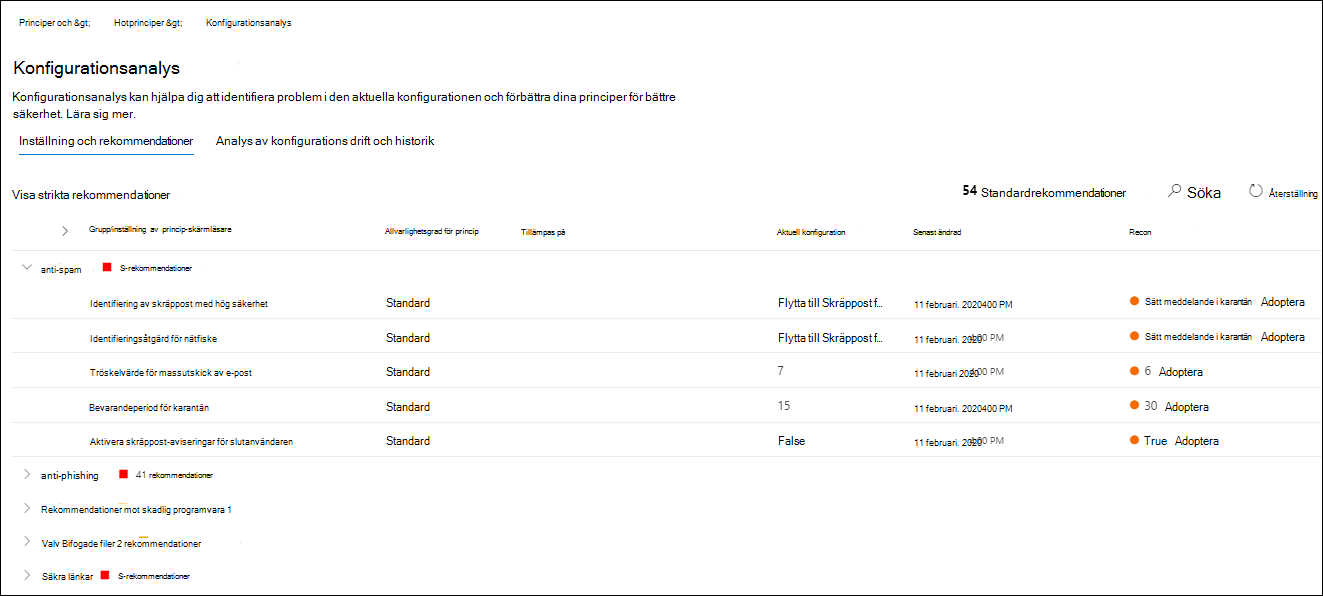 Principer och &gt; Hotprinciper &gt; Konfigurationsanalys
Konfigurationsanalys
Konfigurationsanalys kan hjälpa dig att identifiera problem i den aktuella konfigurationen och förbättra dina principer för bättre
säkerhet. Lära sig mer.
Inställning och rekommendationer Analys av konfigurations drift och historik
Visa strikta rekommendationer 54 Standardrekommendationer Söka Återställning
Gruppinställning av princip-skärmläsare Allvarlighetsgrad för princip Tillämpas på Aktuell konfiguration Senast ändrad Recon
anti-spam S-rekommendationer
Identifiering av skräppost med hög säkerhet Standard Flytta till Skräppost f... 11 februari. 2020400 PM Sätt meddelande i karantän Adoptera
Identifieringsåtgärd för nätfiske Standard Flytta till Skräppost f... 11 februari. 2020 4:00 PM Sätt meddelande i karantän Adoptera
Tröskelvärde för massutskick av e-post Standard 7 11 februari 2020 4:00 PM 6 Adoptera
Bevarandeperiod för karantän Standard 15 11 februari. 2020400 PM 30 Adoptera
Aktivera skräppost-aviseringar för slutanvändaren Standard False 11 februari. 2020 4:00 PM True Adoptera
anti-phishing 41 rekommendationer
Rekommendationer mot skadlig programvara 1
Valv Bifogade filer 2 rekommendationer
Säkra länkar S-rekommendationer